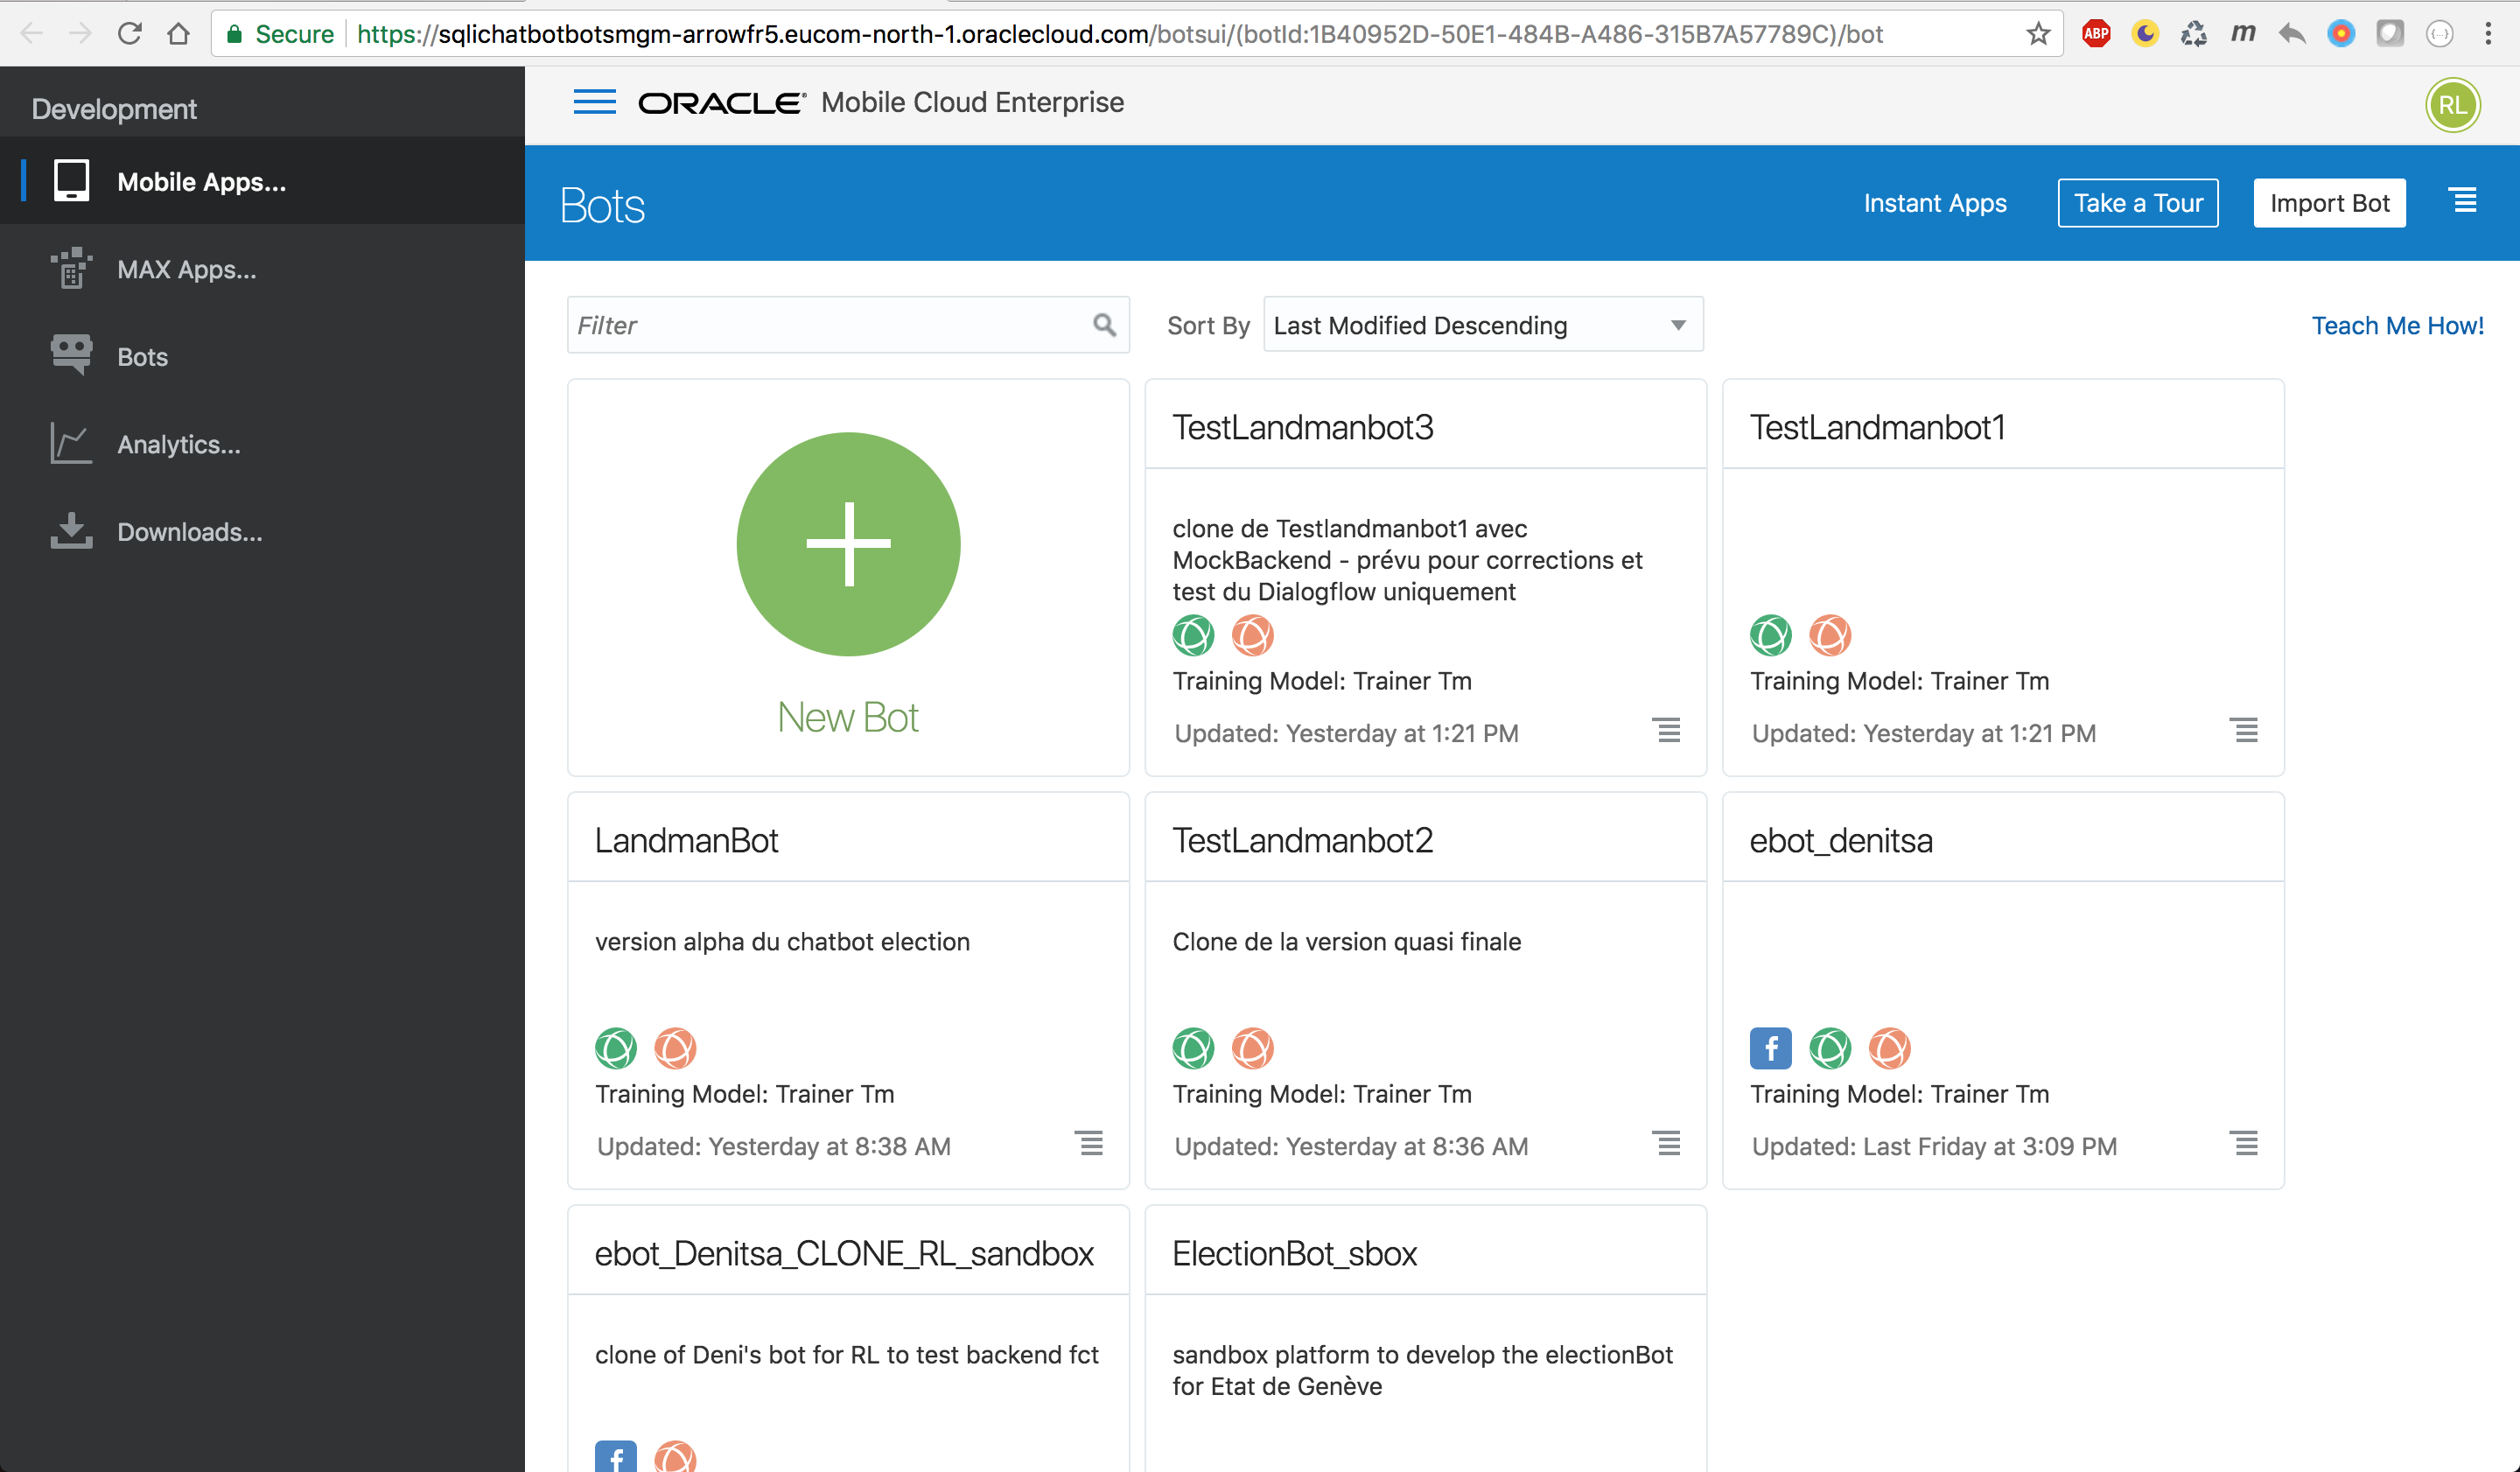 Secure
https://sqlichatbotbotsmgm-arrowfr5.eucom-north-1.oraclecloud.com/botsui/(botId:1B40952D-50E1-484B-A486-315B7A57789C)/bot
ABP
m
{...}
Development
ORACLE® Mobile Cloud Enterprise
RL
Mobile Apps...
MAX Apps...
Bots
Analytics...
Downloads...
Bots
Instant Apps
Take a Tour
Import Bot
Filter
Sort By
Last Modified Descending
Teach Me How!
New Bot
TestLandmanbot3
clone de Testlandmanbot1 avec
MockBackend - prévu pour corrections et
test du Dialogflow uniquement
Training Model: Trainer Tm
Updated: Yesterday at 1:21 PM
TestLandmanbot1
Training Model: Trainer Tm
Updated: Yesterday at 1:21 PM
LandmanBot
version alpha du chatbot election
Training Model: Trainer Tm
Updated: Yesterday at 8:38 AM
TestLandmanbot2
Clone de la version quasi finale
Training Model: Trainer Tm
Updated: Yesterday at 8:36 AM
ebot_denitsa
f
Training Model: Trainer Tm
Updated: Last Friday at 3:09 PM
ebot_Denitsa_CLONE_RL_sandbox
clone of Deni's bot for RL to test backend fct
f
ElectionBot_sbox
sandbox platform to develop the electionBot
for Etat de Genève